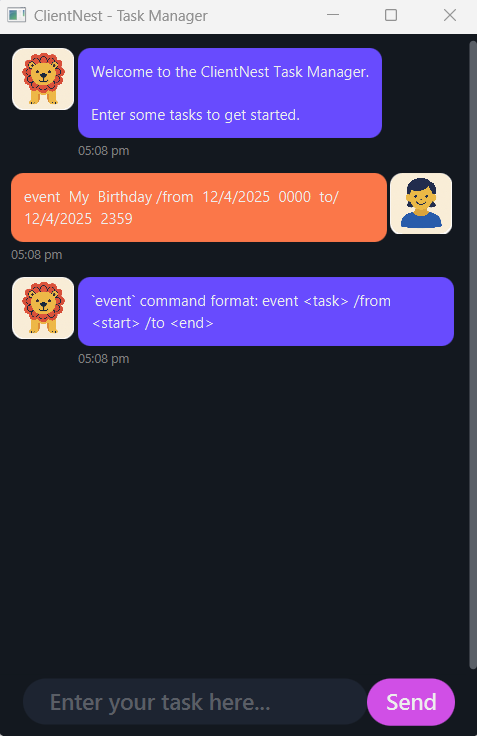 ClientNest - Task Manager
Welcome to the ClientNest Task Manager.
Enter some tasks to get started.
05:08 pm
event  My  Birthday /from  12/4/2025  0000  to/
12/4/2025  2359
05:08 pm
`event` command format: event <task> /from
<start> /to <end>
05:08 pm
Enter your task here...
Send